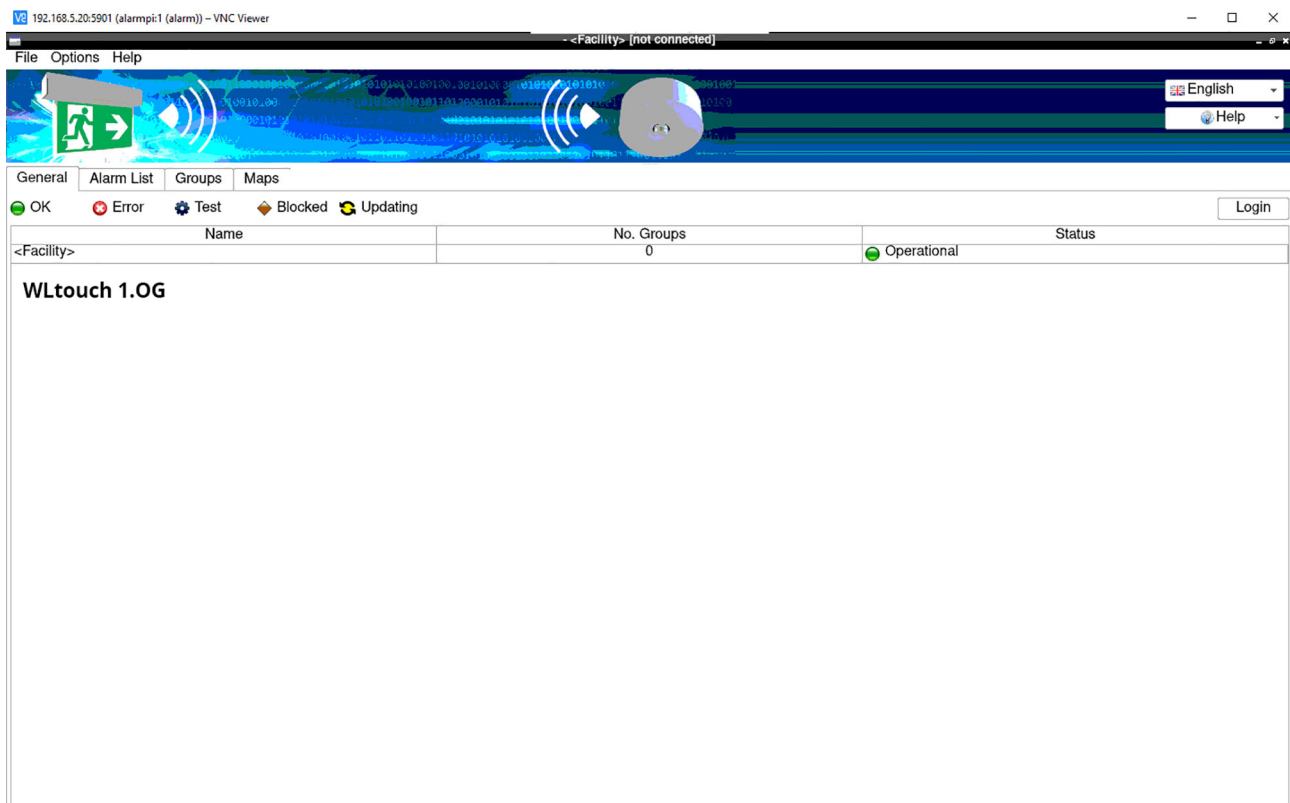 192.168.5.20:5901 (alarmpi:1 (alarm)) – VNC Viewer
- <Facility> [not connected]
File Options Help
English
Help
General Alarm List Groups Maps
OK Error Test Blocked Updating Login
Name No. Groups Status
<Facility> 0 Operational
WLtouch 1.OG